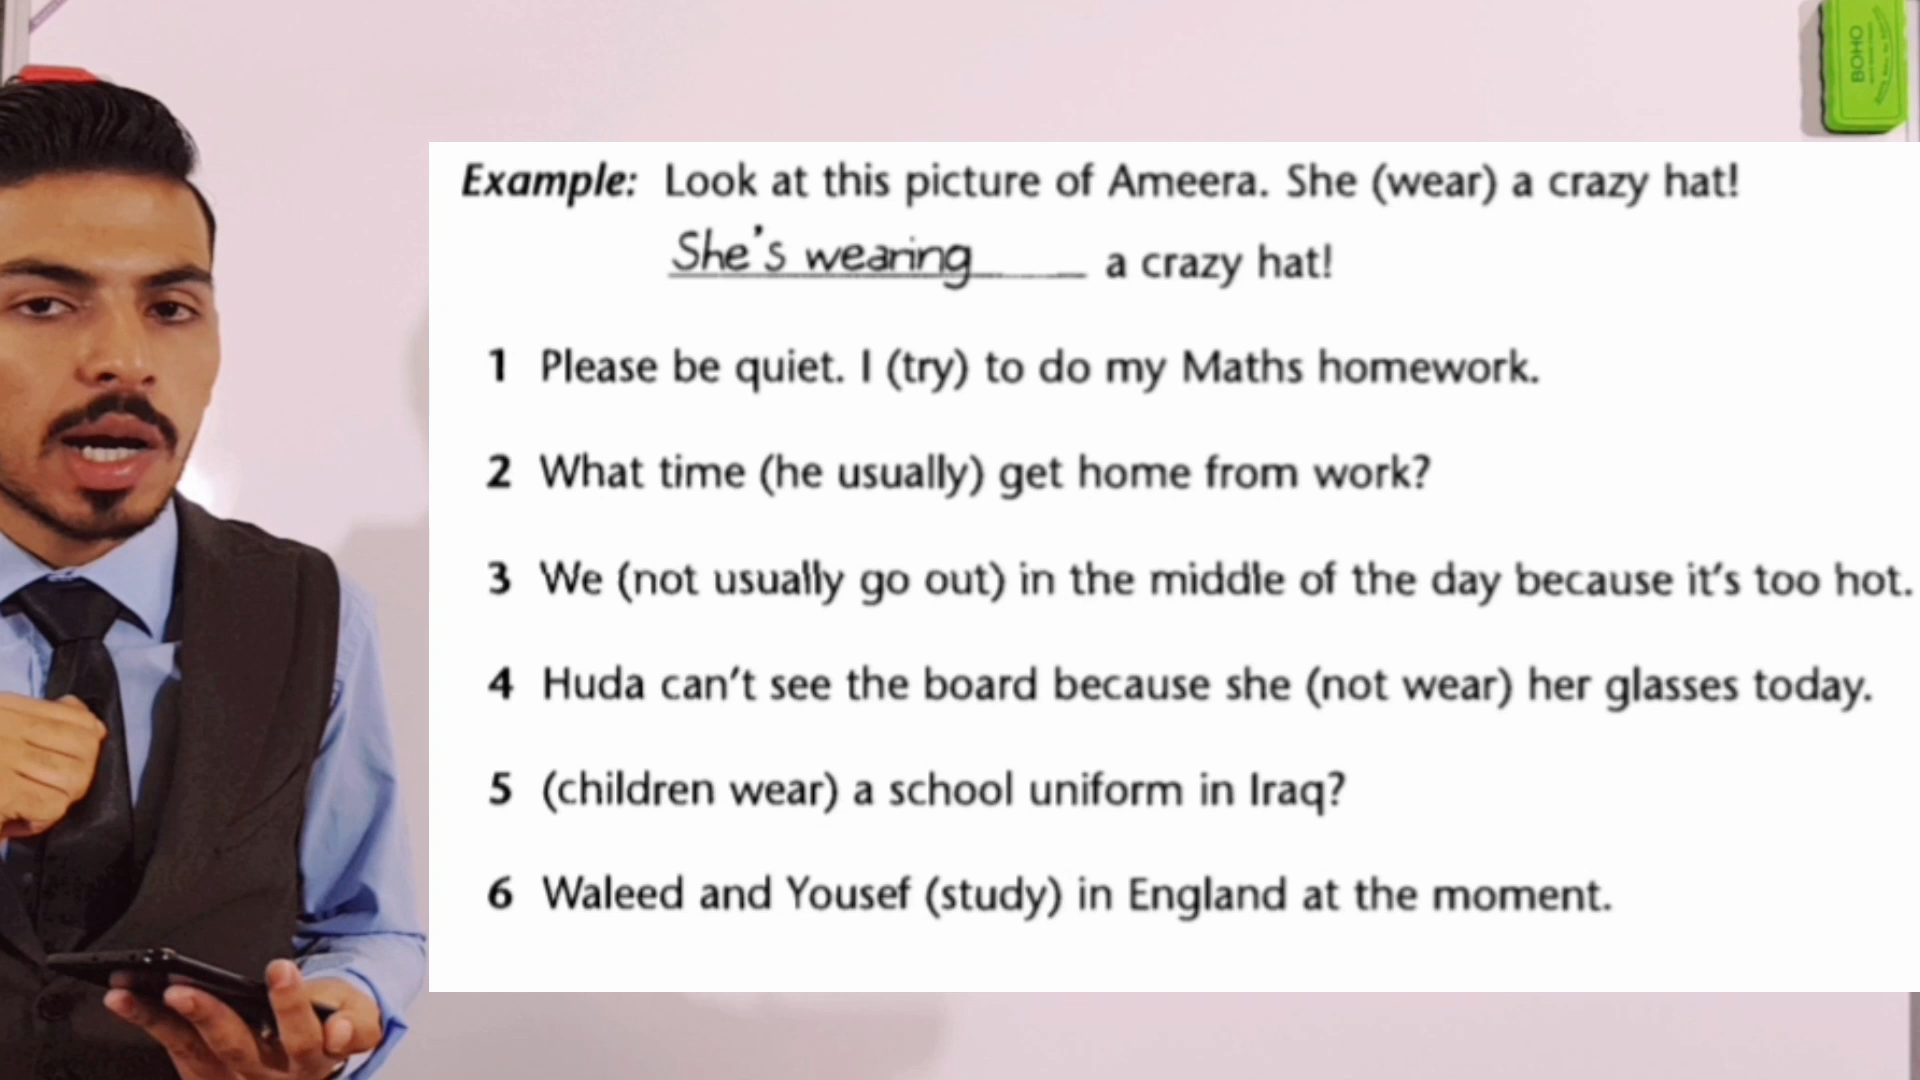 Example: Look at this picture of Ameera. She (wear) a crazy hat!
She's wearing a crazy hat!
1 Please be quiet. I (try) to do my Maths homework.
2 What time (he usually) get home from work?
3 We (not usually go out) in the middle of the day because it's too hot.
4 Huda can't see the board because she (not wear) her glasses today.
5 (children wear) a school uniform in Iraq?
6 Waleed and Yousef (study) in England at the moment.
BOHO